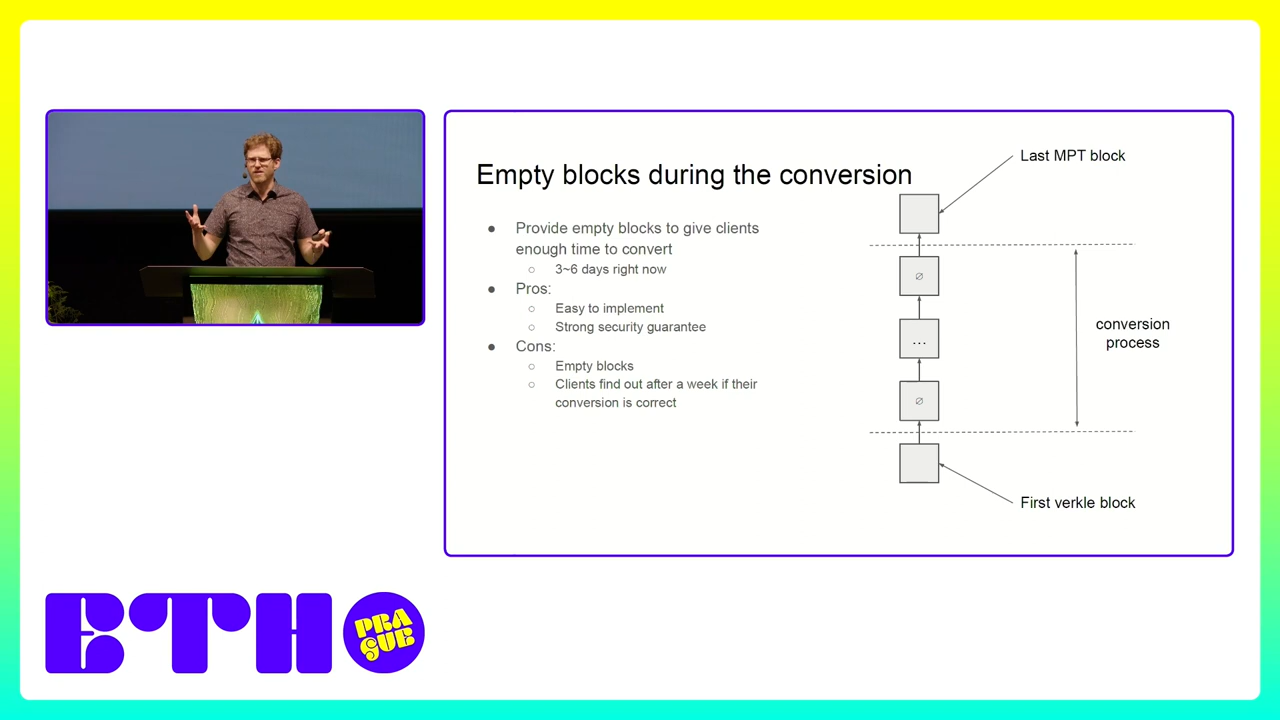 Empty blocks during the conversion
● Provide empty blocks to give clients
enough time to convert
○ 3~6 days right now
● Pros:
○ Easy to implement
○ Strong security guarantee
● Cons:
○ Empty blocks
○ Clients find out after a week if their
conversion is correct
Last MPT block
∅
...
∅
conversion
process
First verkle block
ETH
PRA
GUE